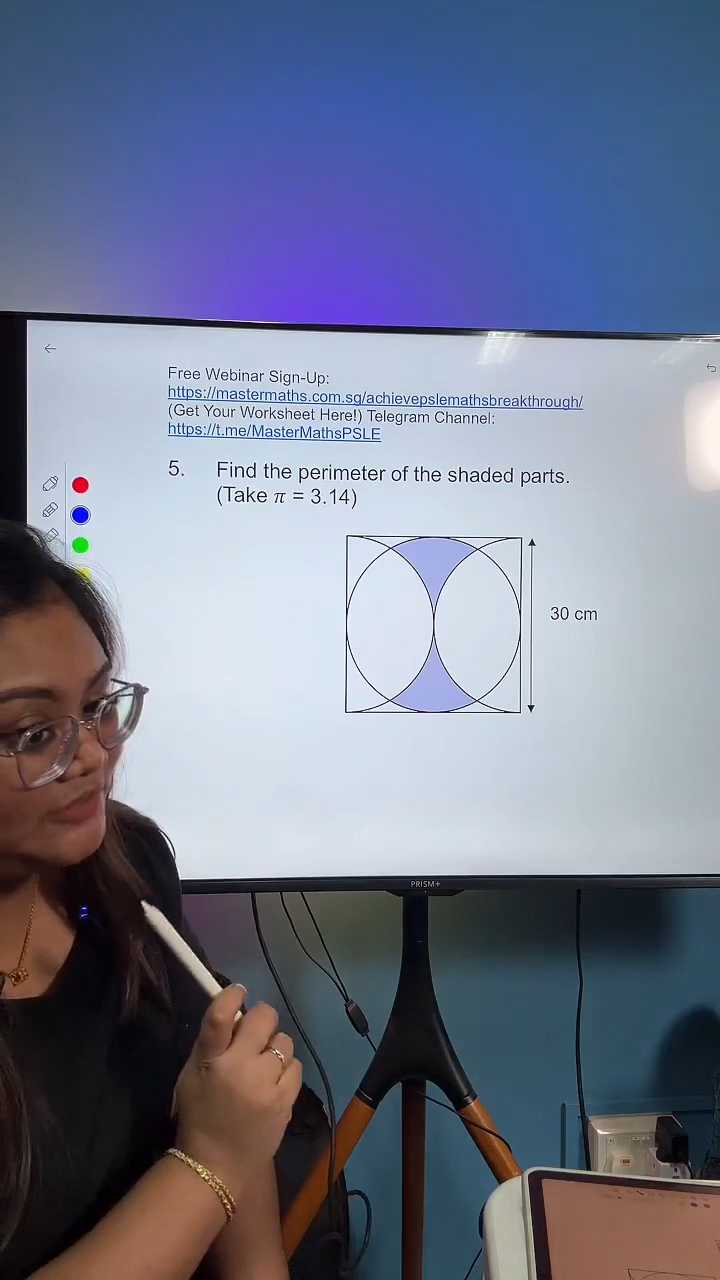 Free Webinar Sign-Up:
https://mastermaths.com.sg/achievepslemathsbreakthrough/
(Get Your Worksheet Here!) Telegram Channel:
https://t.me/MasterMathsPSLE
5. Find the perimeter of the shaded parts.
(Take π = 3.14)
30 cm
PRISM+